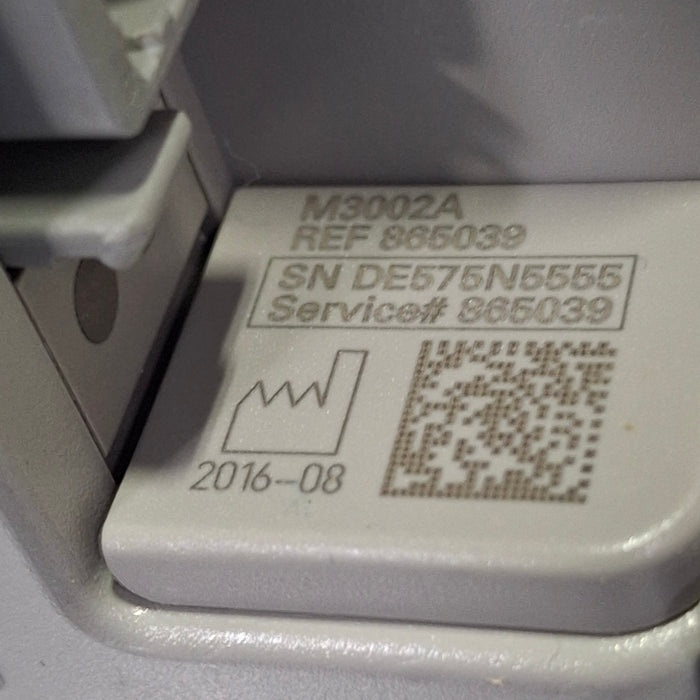 M3002A
REF 865039
SN DE575N5555
Service# 865039
2016-08